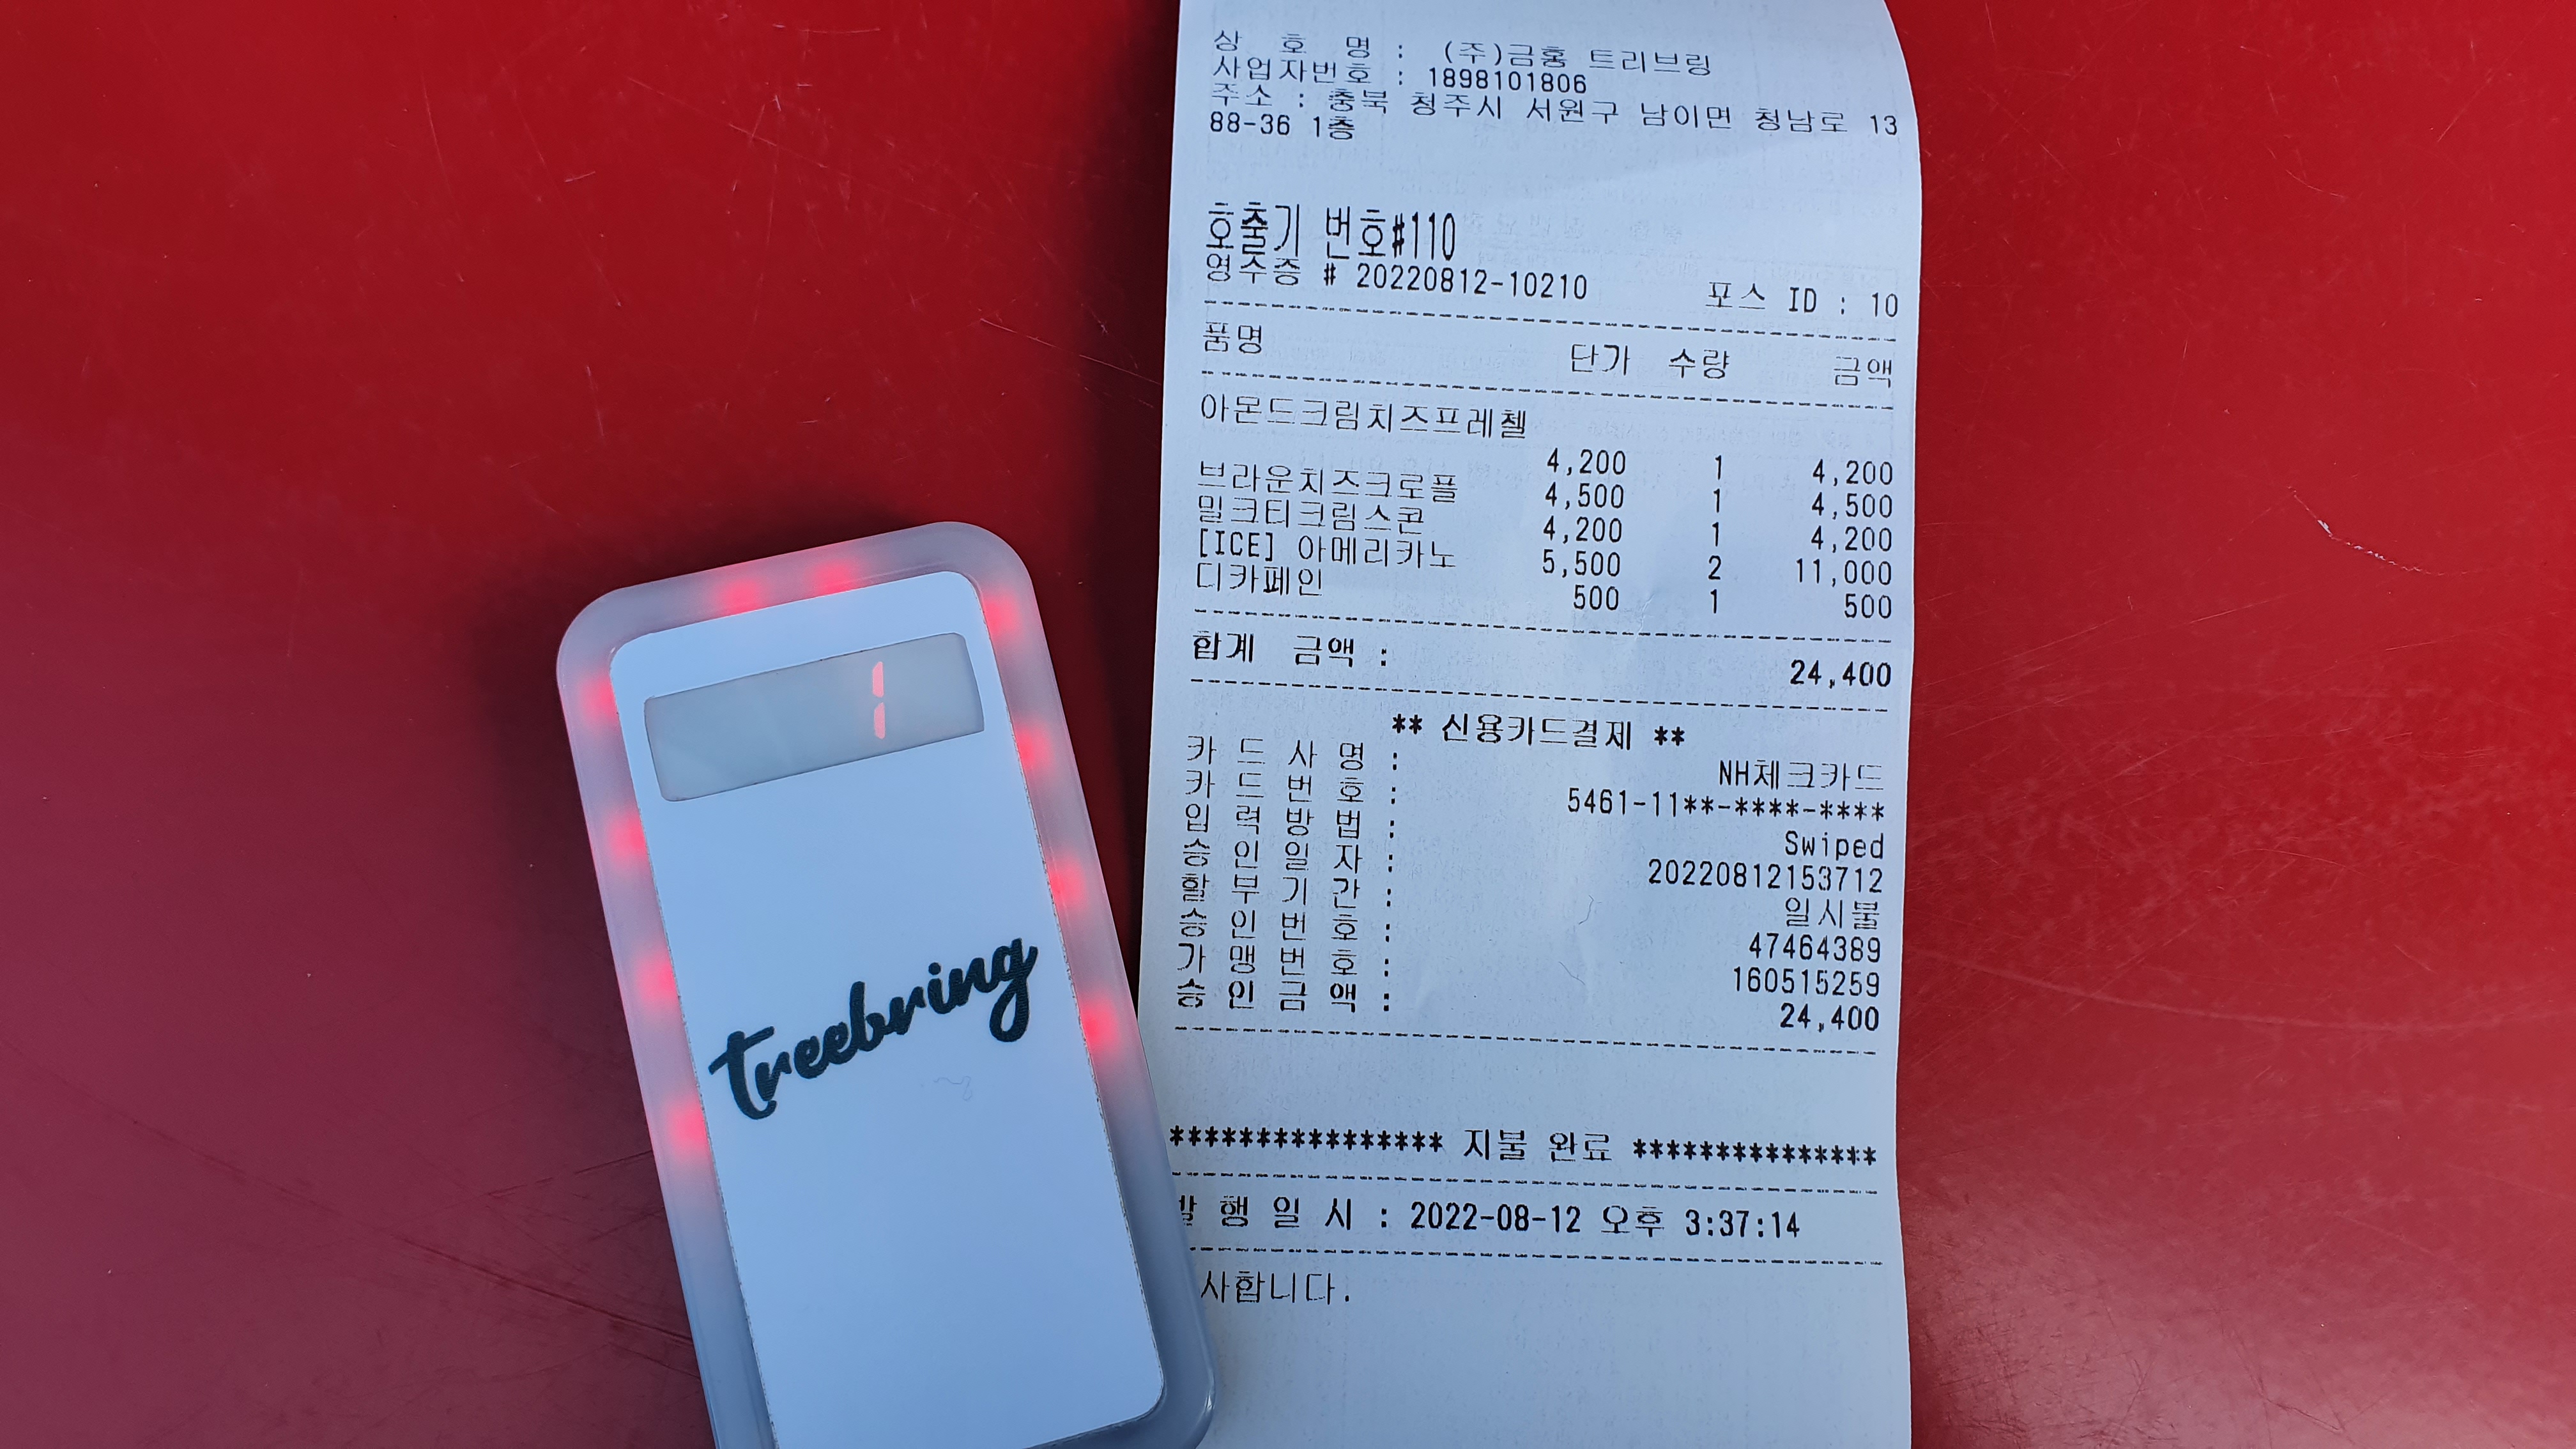 상 호 명 : (주)금홍 트리브링
사업자번호 : 1898101806
주소 : 충북 청주시 서원구 남이면 청남로 13
88-36 1층
호출기 번호#110
영수증 # 20220812-10210 포스 ID : 10
품명 단가 수량 금액
아몬드크림치즈프레첼
4,200 1 4,200
브라운치즈크로플 4,500 1 4,500
밀크티크림스콘 4,200 1 4,200
[ICE] 아메리카노 5,500 2 11,000
디카페인 500 1 500
합계 금액 : 24,400
** 신용카드결제 **
카 드 사 명 : NH체크카드
카 드 번 호 : 5461-11**-****-****
입 력 방 법 : Swiped
승 인 일 자 : 20220812153712
할 부 기 간 : 일시불
승 인 번 호 : 47464389
가 맹 번 호 : 160515259
승 인 금 액 : 24,400
**************** 지불 완료 ***************
발 행 일 시 : 2022-08-12 오후 3:37:14
사합니다.
1
treebring